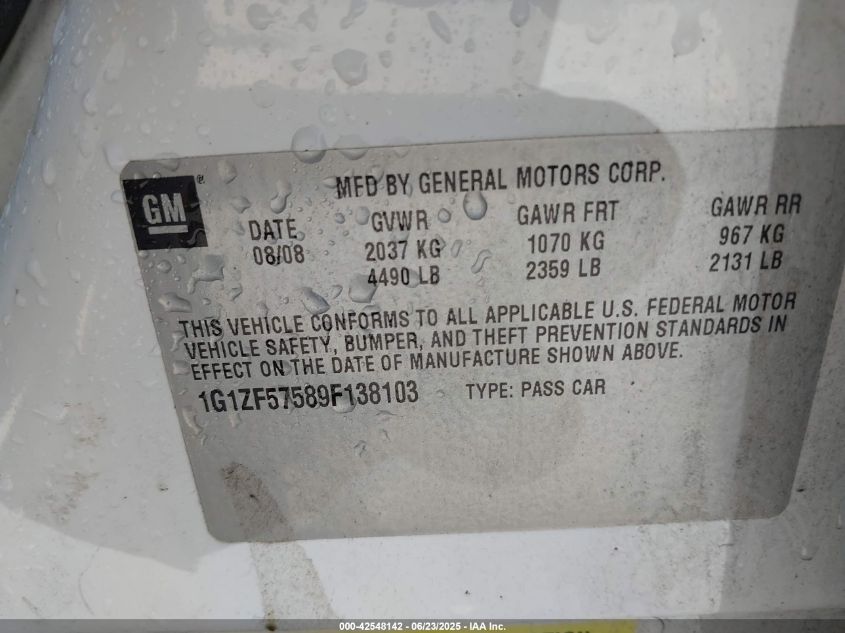 MFD BY GENERAL MOTORS CORP.
GM®
DATE GVWR GAWR FRT GAWR RR
08/08 2037 KG 1070 KG 967 KG
4490 LB 2359 LB 2131 LB
THIS VEHICLE CONFORMS TO ALL APPLICABLE U.S. FEDERAL MOTOR
VEHICLE SAFETY, BUMPER, AND THEFT PREVENTION STANDARDS IN
EFFECT ON THE DATE OF MANUFACTURE SHOWN ABOVE.
1G1ZF57589F138103 TYPE: PASS CAR
000-42548142 - 06/23/2025 - IAA Inc.